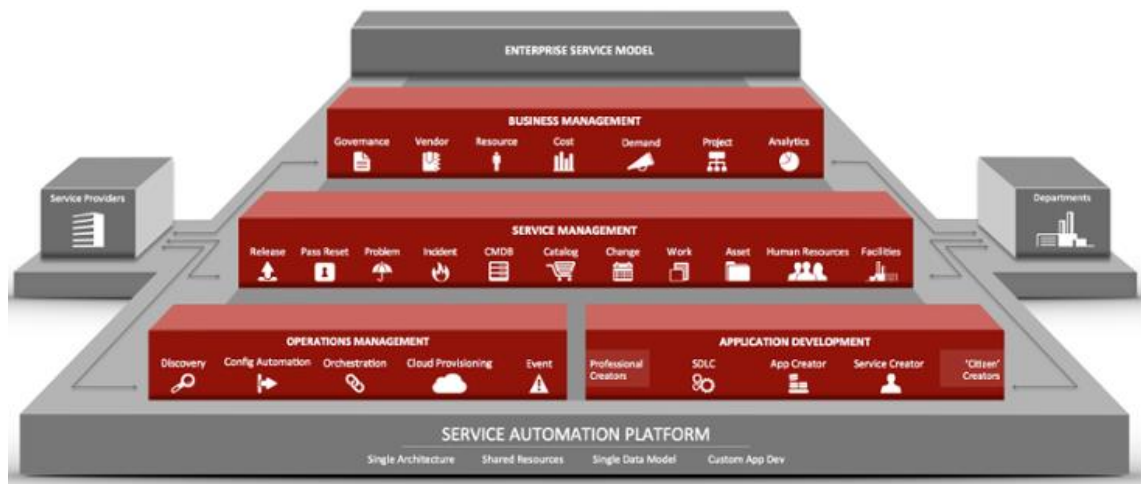 ENTERPRISE SERVICE MODEL
BUSINESS MANAGEMENT
Governance Vendor Resource Cost Demand Project Analytics
Service Providers
Departments
SERVICE MANAGEMENT
Release Pass Reset Problem Incident CMDB Catalog Change Work Asset Human Resources Facilities
OPERATIONS MANAGEMENT
Discovery Config Automation Orchestration Cloud Provisioning Event
APPLICATION DEVELOPMENT
Professional
Creators
SDLC App Creator Service Creator
'Citizen'
Creators
SERVICE AUTOMATION PLATFORM
Single Architecture Shared Resources Single Data Model Custom App Dev